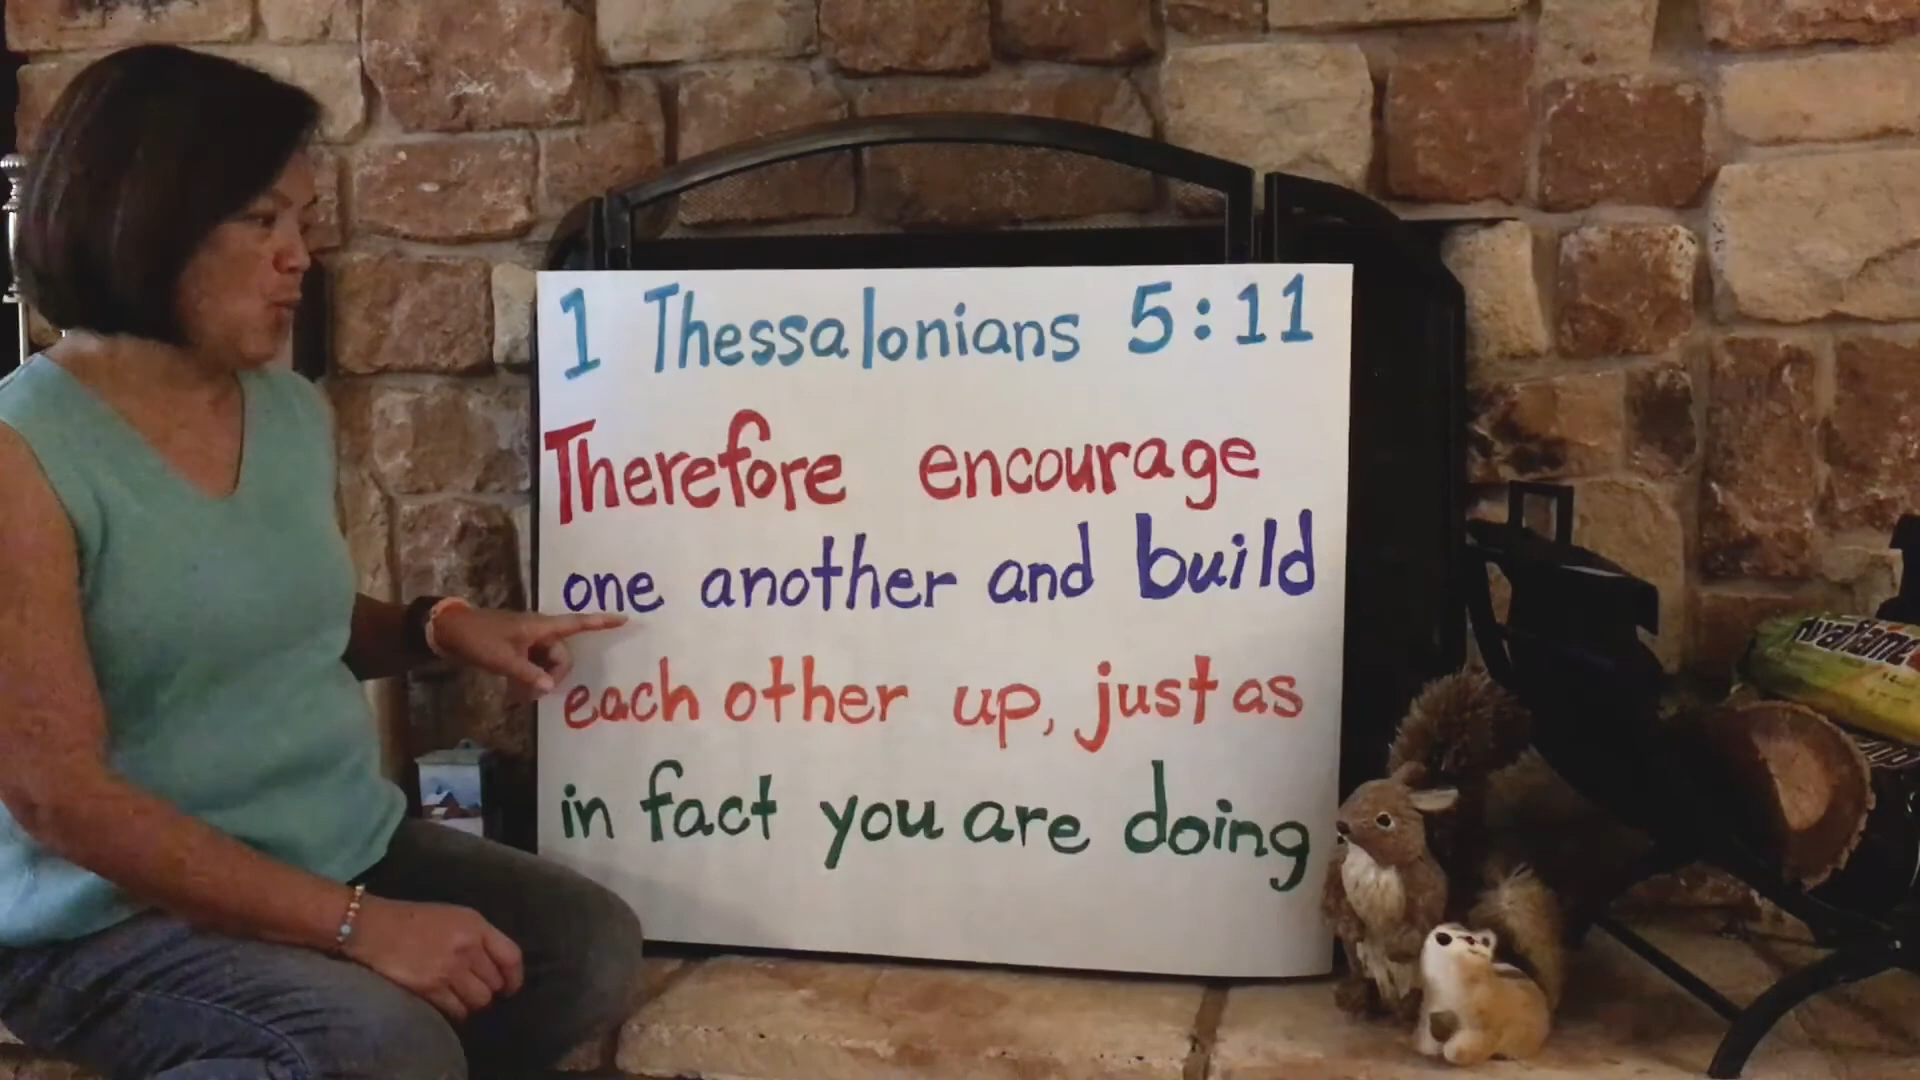 1 Thessalonians 5:11
Therefore encourage
one another and build
each other up, just as
in fact you are doing